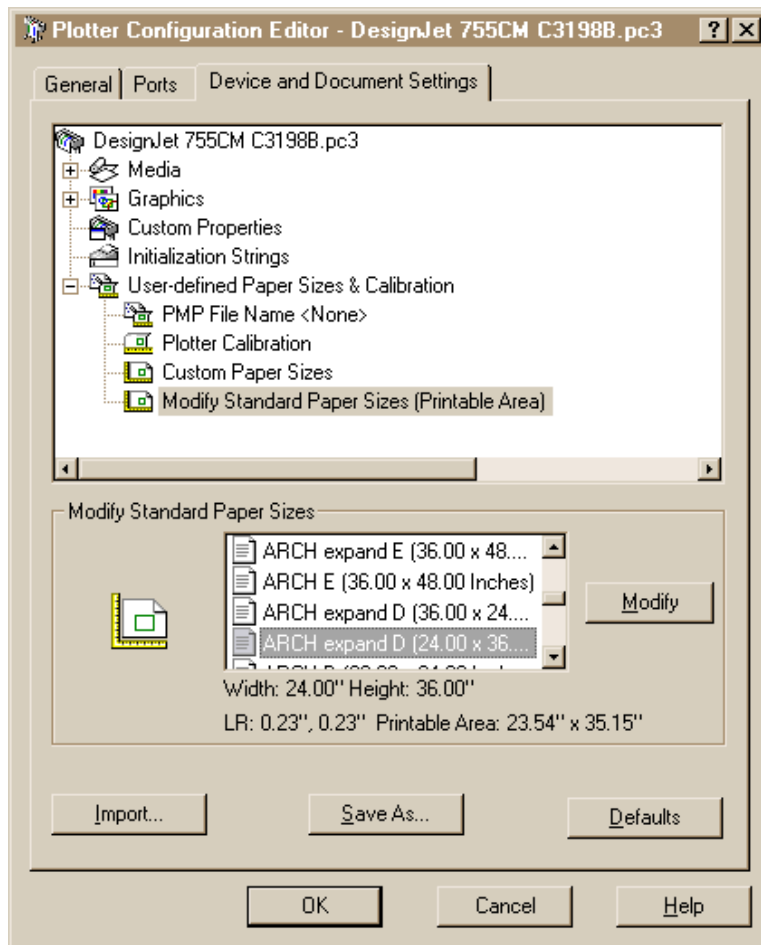 Plotter Configuration Editor - DesignJet 755CM C3198B.pc3 ? X
General Ports Device and Document Settings
DesignJet 755CM C3198B.pc3
Media
Graphics
Custom Properties
Initialization Strings
User-defined Paper Sizes & Calibration
PMP File Name <None>
Plotter Calibration
Custom Paper Sizes
Modify Standard Paper Sizes (Printable Area)
Modify Standard Paper Sizes
ARCH expand E (36.00 x 48....
ARCH E (36.00 x 48.00 Inches)
ARCH expand D (36.00 x 24....
ARCH expand D (24.00 x 36....
Modify
Width: 24.00" Height: 36.00"
LR: 0.23", 0.23" Printable Area: 23.54" x 35.15"
Import... Save As... Defaults
OK Cancel Help